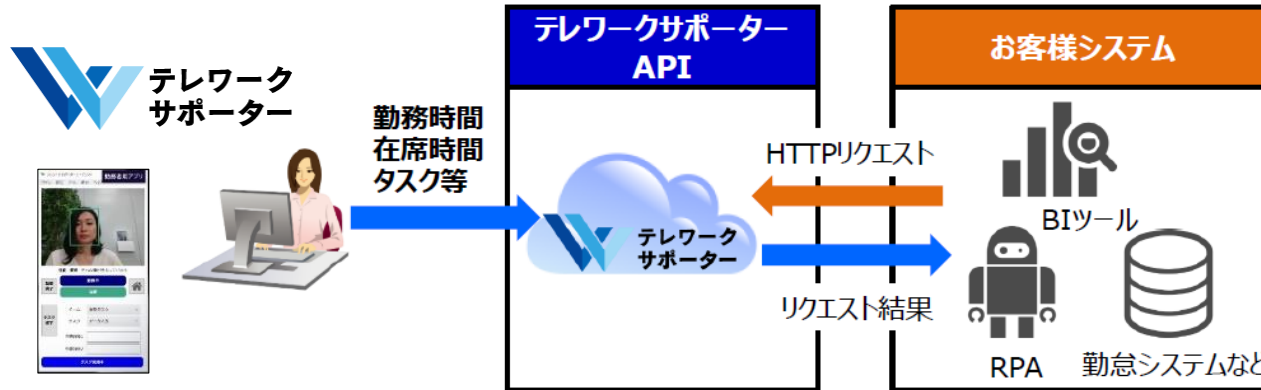 テレワーク
サポーター
勤務者用アプリ
勤務時間
在席時間
タスク等
テレワークサポーター
API
HTTPリクエスト
テレワーク
サポーター
リクエスト結果
お客様システム
BIツール
RPA
勤怠システムなど